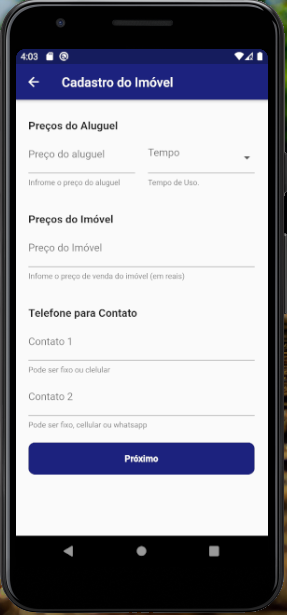 4:03
Cadastro do Imóvel
Preços do Aluguel
Preço do aluguel
Tempo
Infrome o preço do aluguel
Tempo de Uso.
Preços do Imóvel
Preço do Imóvel
Infome o preço de venda do imóvel (em reais)
Telefone para Contato
Contato 1
Pode ser fixo ou clelular
Contato 2
Pode ser fixo, cellular ou whatsapp
Próximo